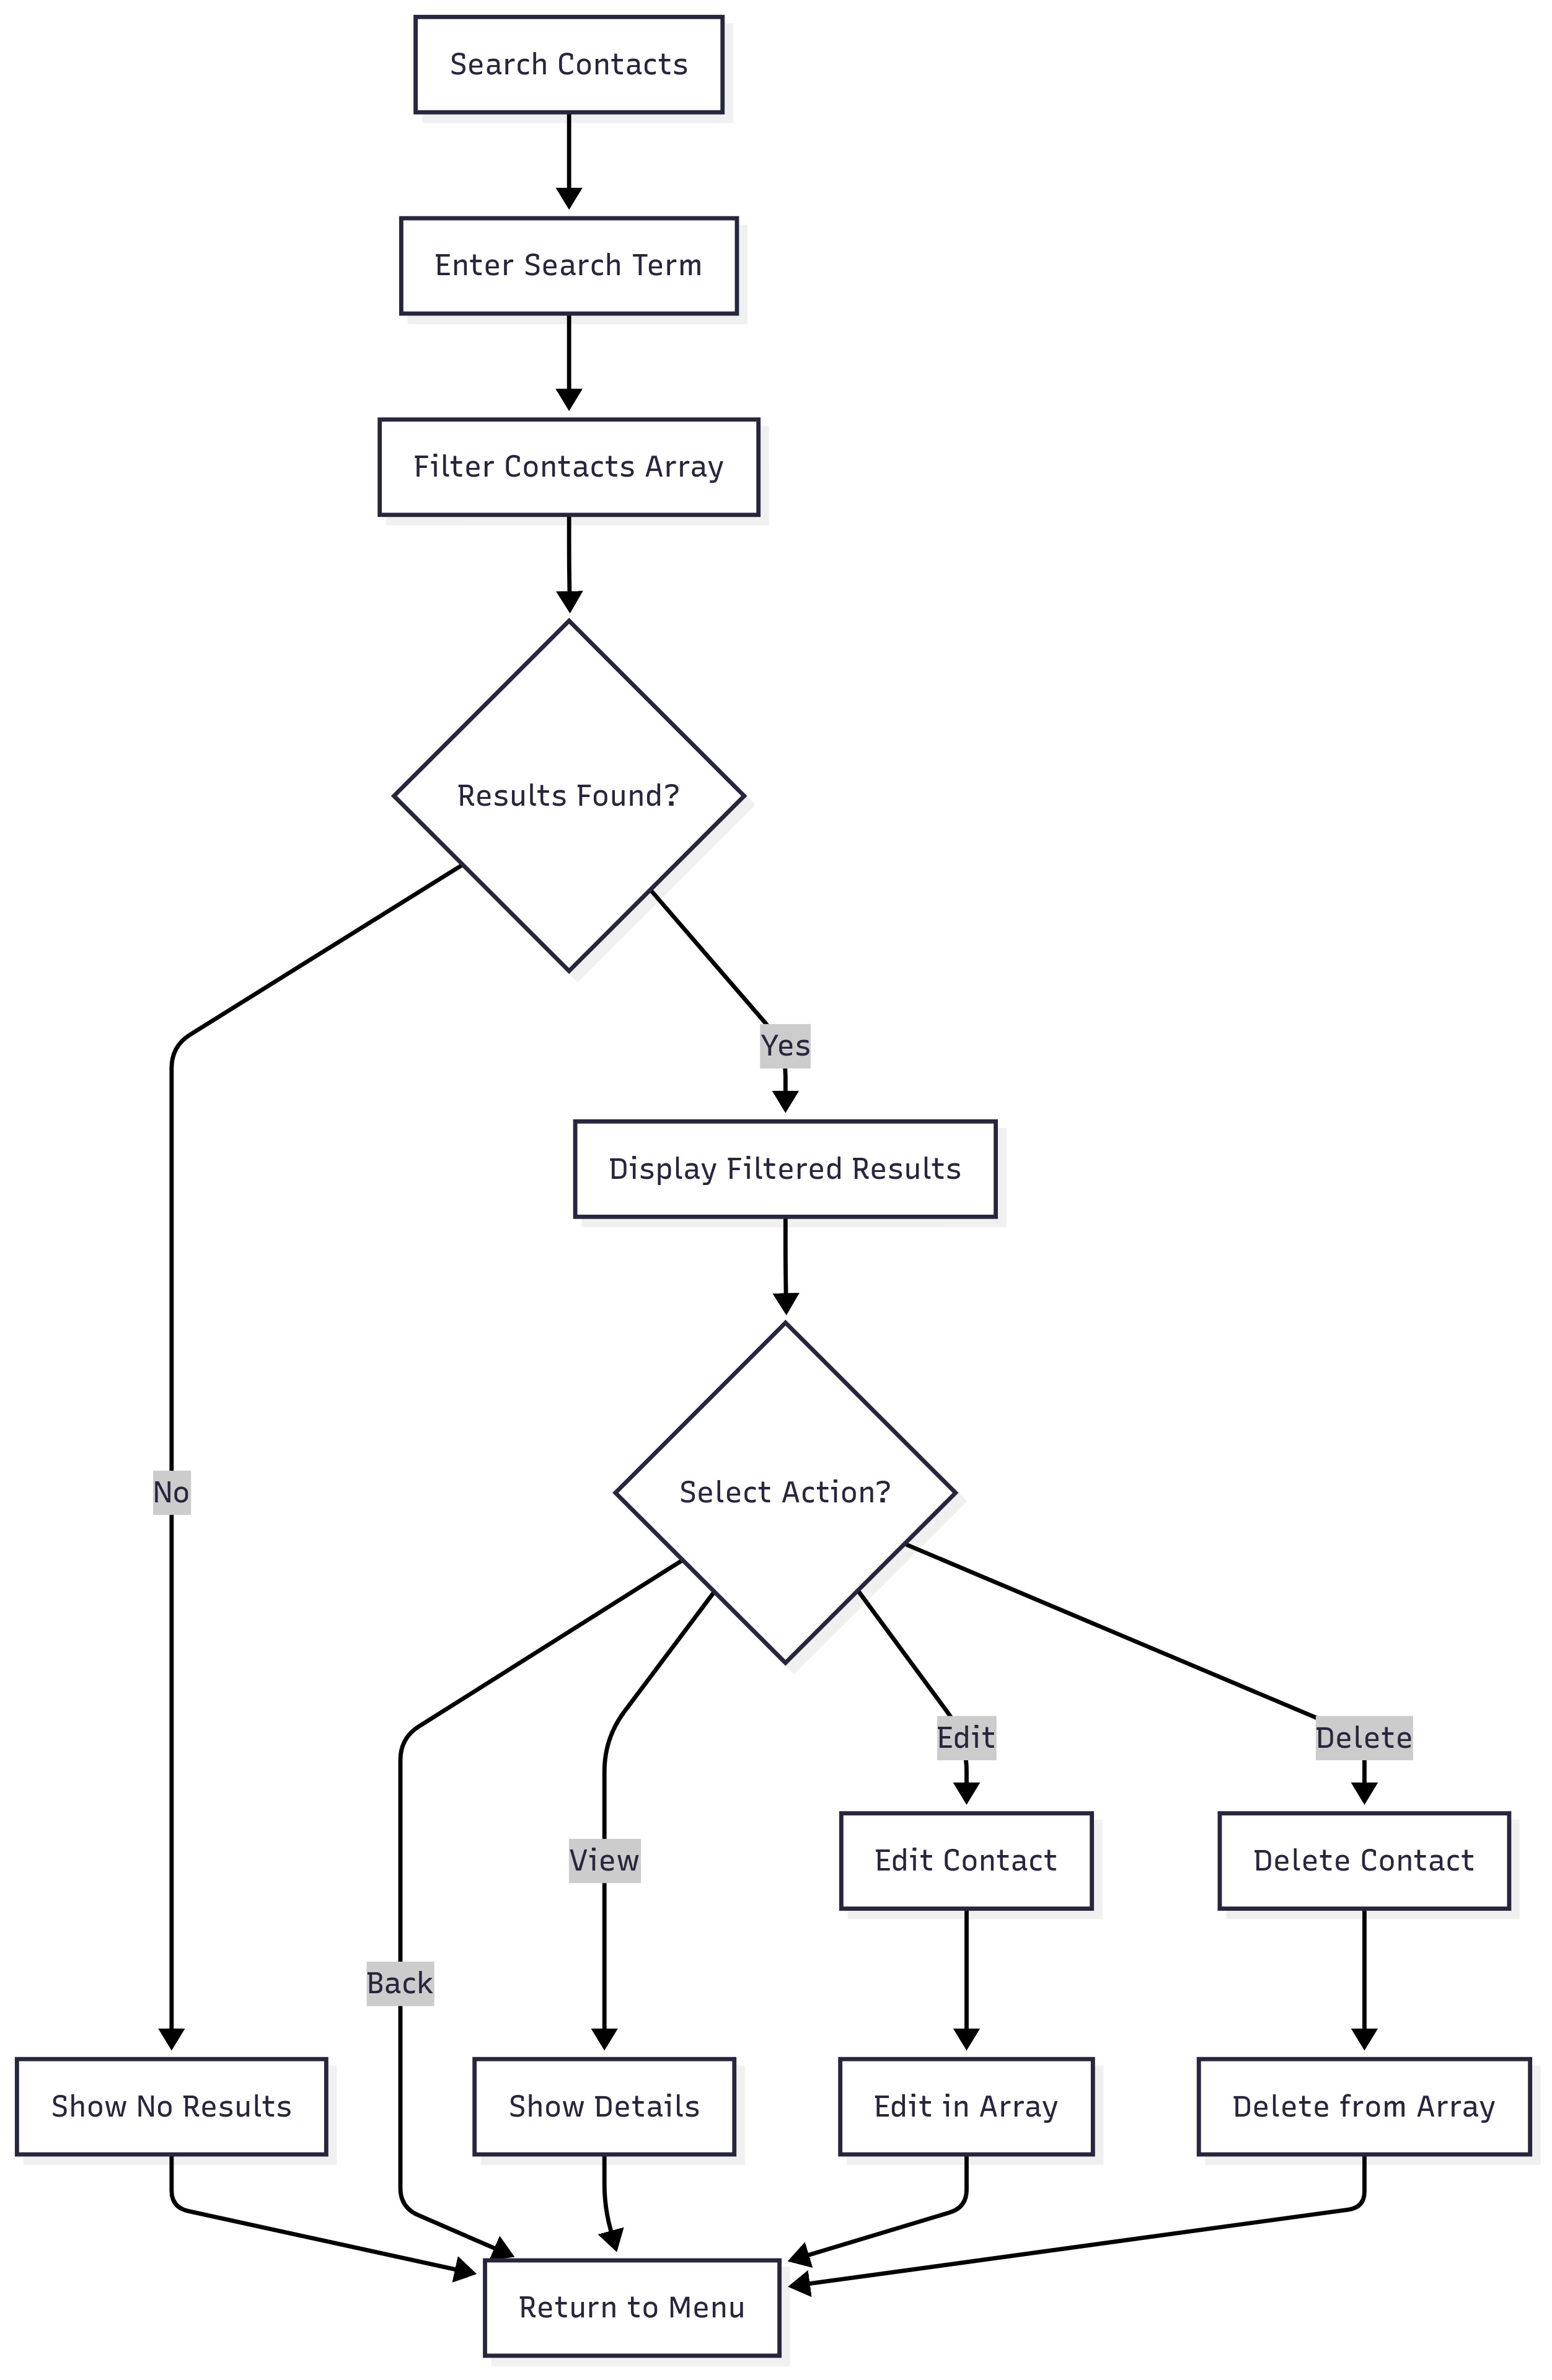 Search Contacts
Enter Search Term
Filter Contacts Array
Results Found?
Yes
Display Filtered Results
No
Select Action?
Edit
Delete
View
Edit Contact
Delete Contact
Back
Show No Results
Show Details
Edit in Array
Delete from Array
Return to Menu